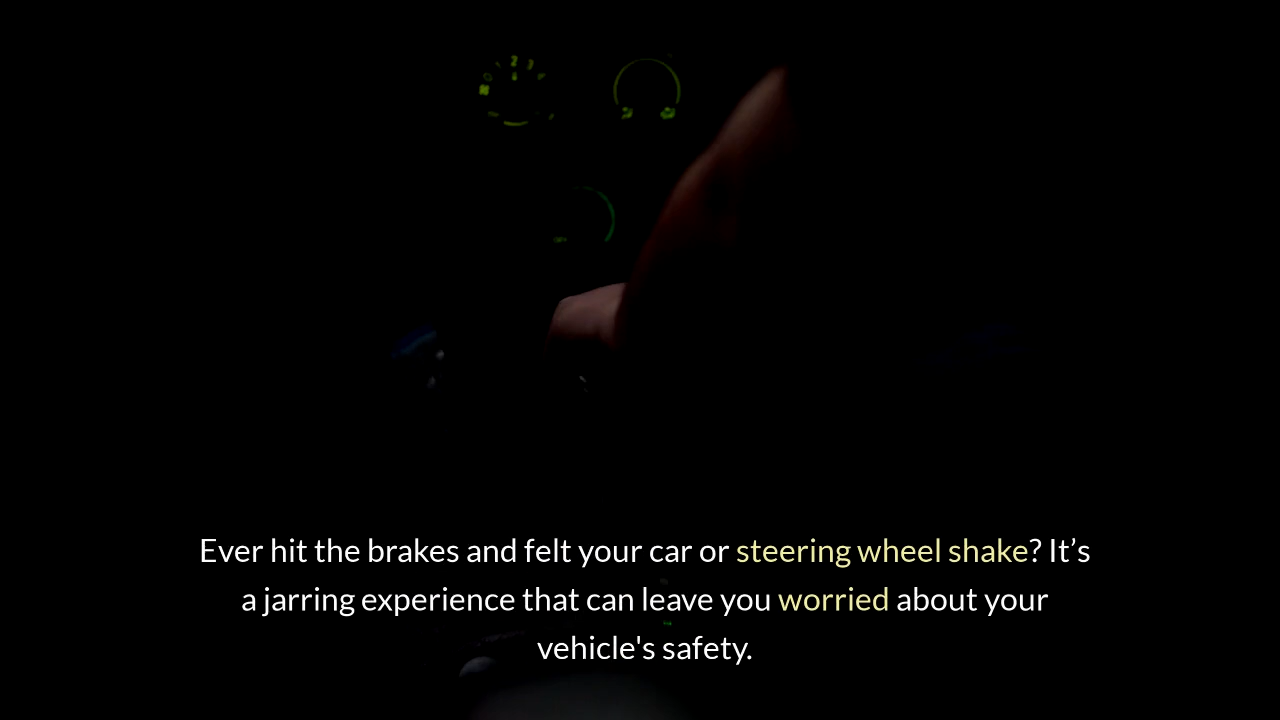 Ever hit the brakes and felt your car or steering wheel shake? It’s
a jarring experience that can leave you worried about your
vehicle's safety.